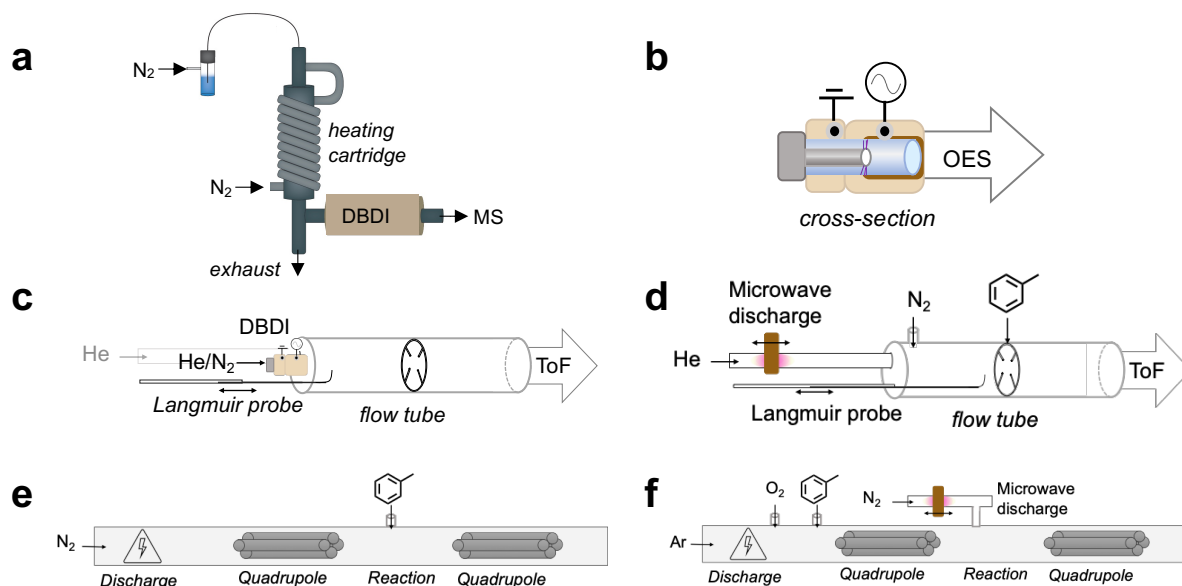 a
N₂
heating
cartridge
N₂
DBDI
MS
exhaust
b
OES
cross-section
c
DBDI
He
He/N₂
ToF
Langmuir probe
flow tube
d
Microwave
discharge
N₂
He
ToF
Langmuir probe
flow tube
e
N₂
Discharge
Quadrupole
Reaction
Quadrupole
f
O₂
N₂
Microwave
discharge
Ar
Discharge
Quadrupole
Reaction
Quadrupole